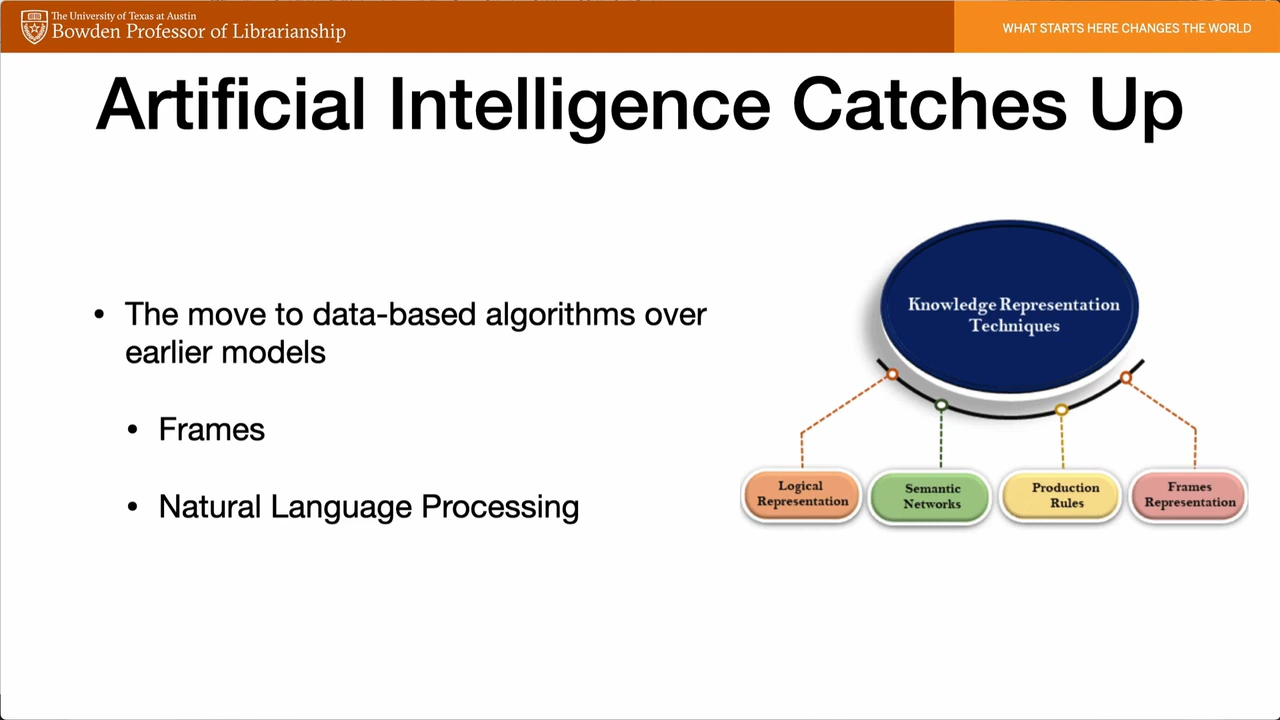 The University of Texas at Austin
Bowden Professor of Librarianship
WHAT STARTS HERE CHANGES THE WORLD
Artificial Intelligence Catches Up
• The move to data-based algorithms over
earlier models
• Frames
• Natural Language Processing
Knowledge Representation
Techniques
Logical
Representation
Semantic
Networks
Production
Rules
Frames
Representation